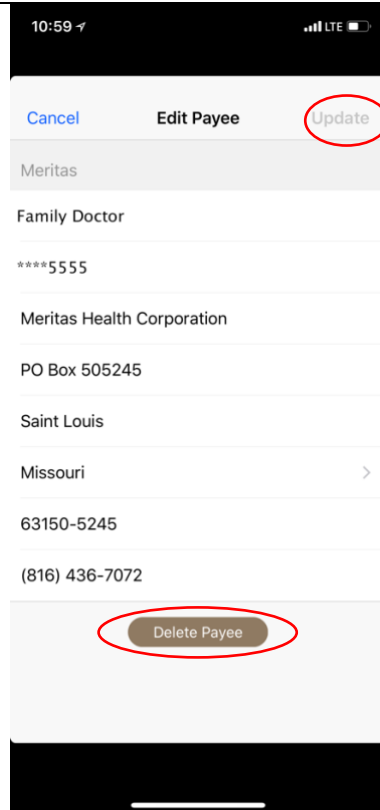 10:59 LTE
Cancel Edit Payee Update
Meritas
Family Doctor
****5555
Meritas Health Corporation
PO Box 505245
Saint Louis
Missouri
63150-5245
(816) 436-7072
Delete Payee